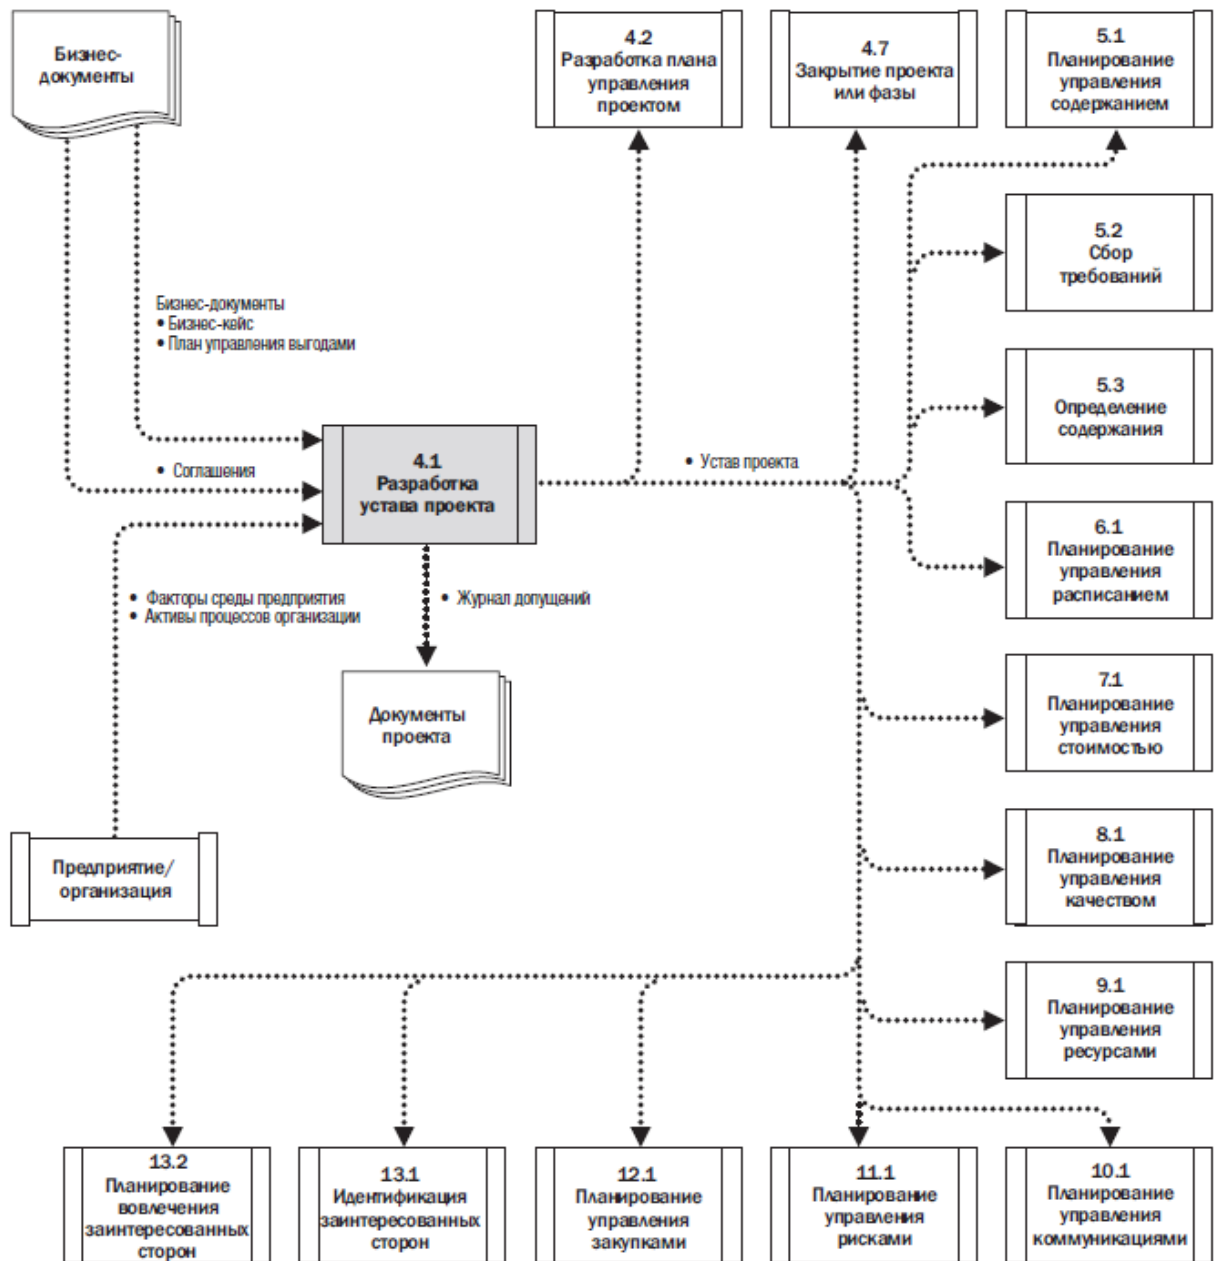 Бизнес-
документы
4.2
Разработка плана
управления
проектом
4.7
Закрытие проекта
или фазы
5.1
Планирование
управления
содержанием
5.2
Сбор
требований
Бизнес-документы
• Бизнес-кейс
• План управления выгодами
5.3
Определение
содержания
• Соглашения
4.1
Разработка
устава проекта
• Устав проекта
6.1
Планирование
управления
расписанием
• Факторы среды предприятия
• Активы процессов организации
• Журнал допущений
Документы
проекта
7.1
Планирование
управления
стоимостью
Предприятие/
организация
8.1
Планирование
управления
качеством
9.1
Планирование
управления
ресурсами
13.2
Планирование
вовлечения
заинтересованных
сторон
13.1
Идентификация
заинтересованных
сторон
12.1
Планирование
управления
закупками
11.1
Планирование
управления
рисками
10.1
Планирование
управления
коммуникациями